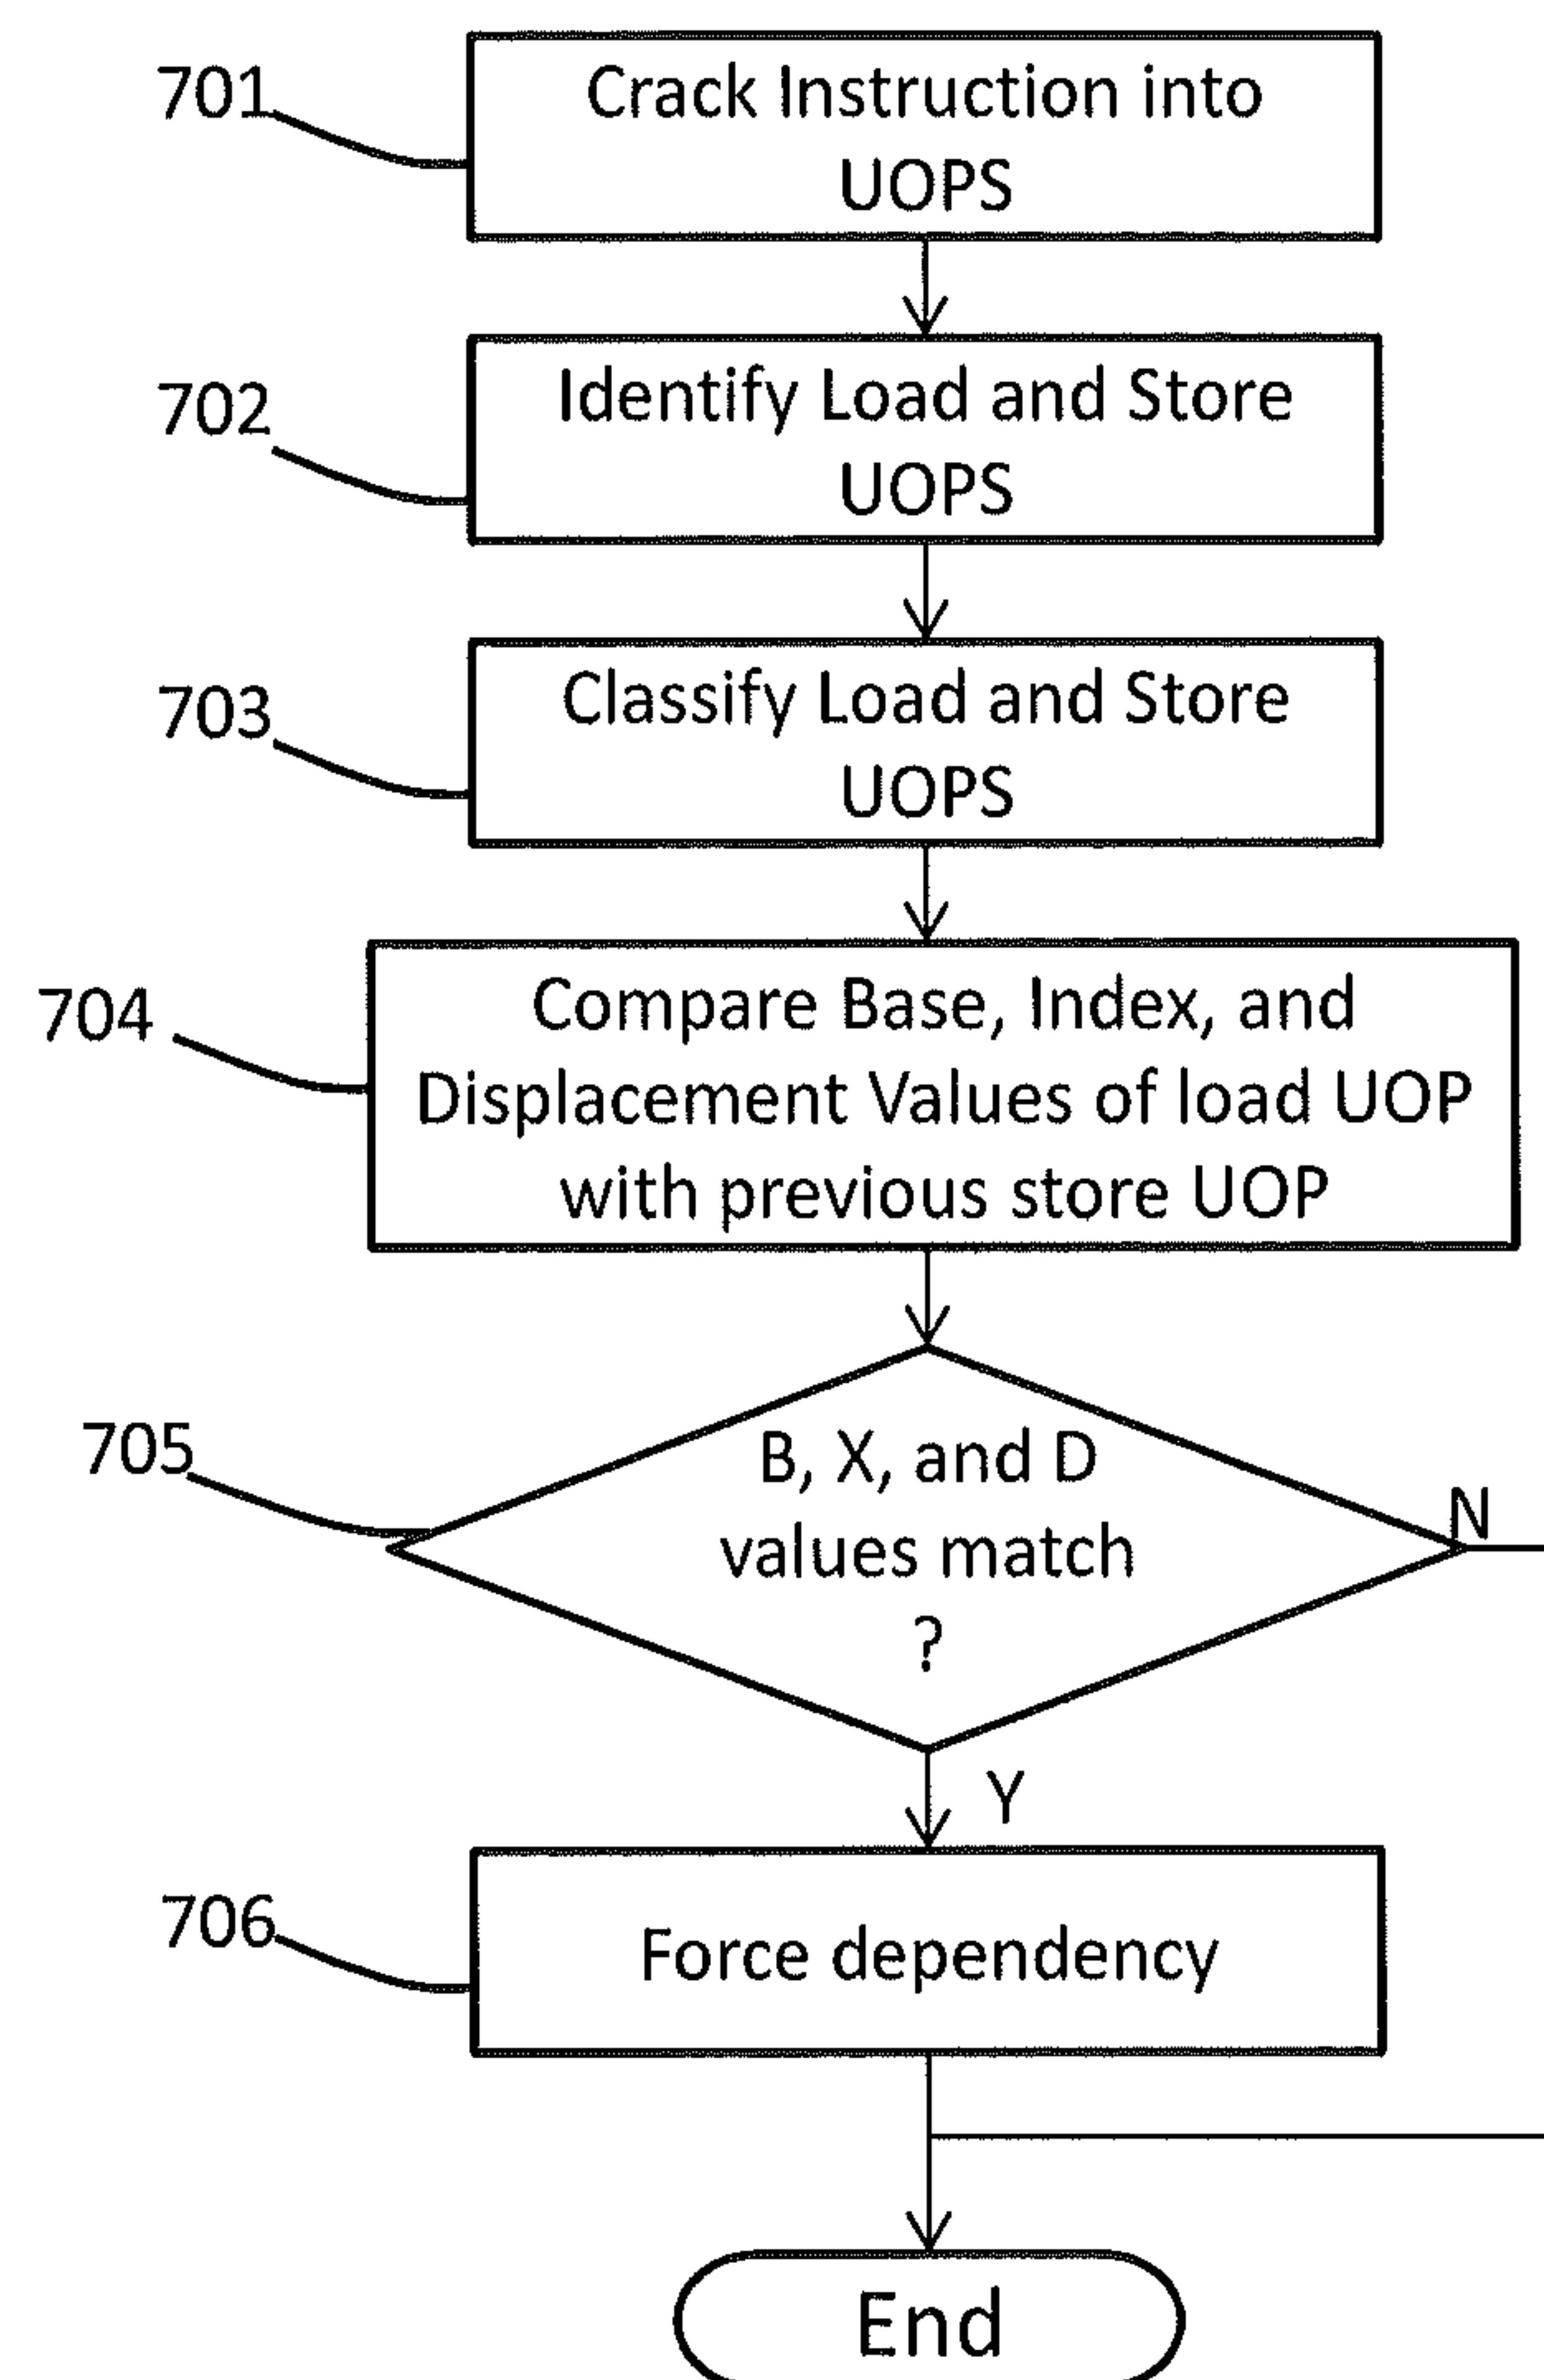 701
Crack Instruction into
UOPS
702
Identify Load and Store
UOPS
703
Classify Load and Store
UOPS
704
Compare Base, Index, and
Displacement Values of load UOP
with previous store UOP
705
B, X, and D
values match
?
N
Y
706
Force dependency
End